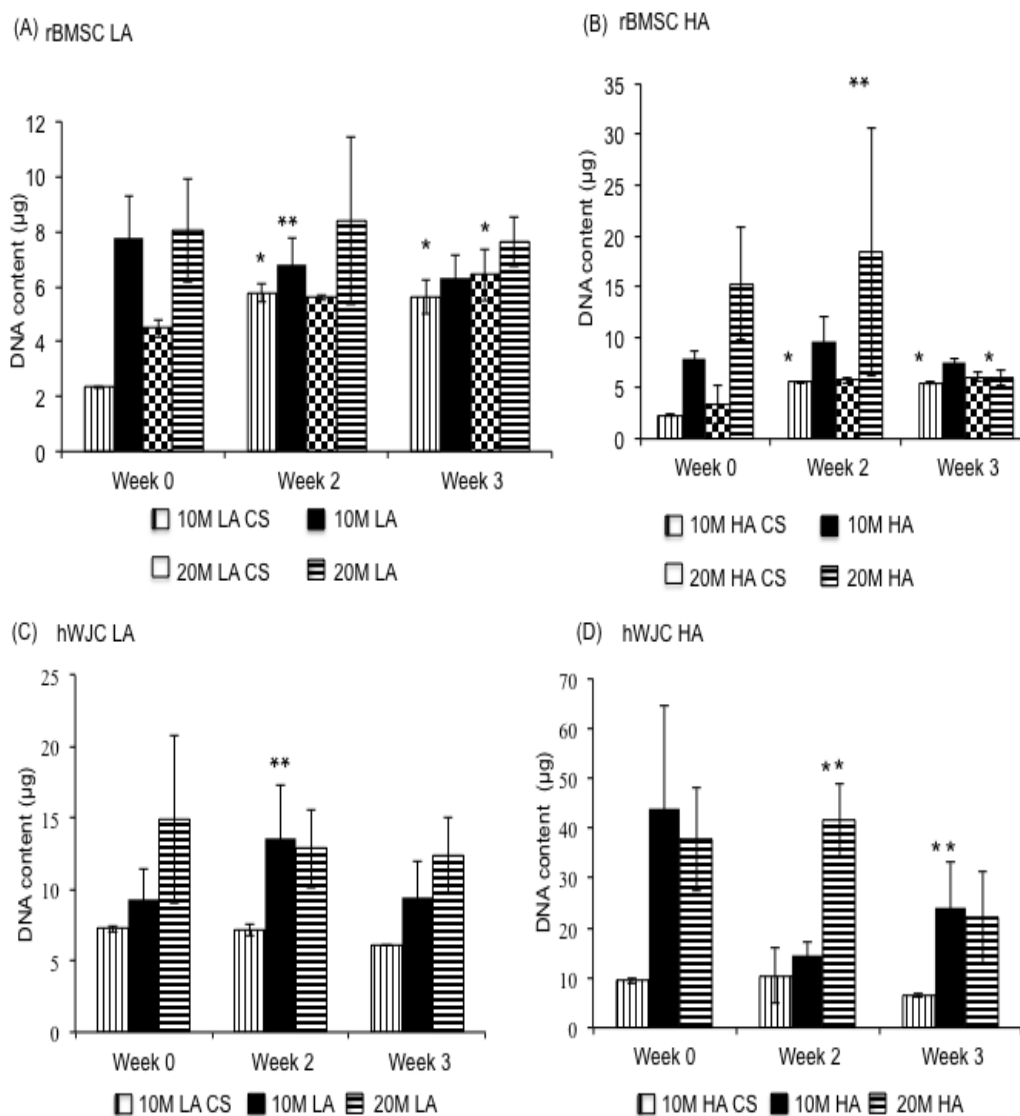 (A) rBMSC LA
12
10
8
6
4
2
0
DNA content (µg)
*
**
*
*
Week 0 Week 2 Week 3
10M LA CS 10M LA
20M LA CS 20M LA
(B) rBMSC HA
35
30
25
20
15
10
5
0
DNA content (µg)
**
*
*
*
Week 0 Week 2 Week 3
10M HA CS 10M HA
20M HA CS 20M HA
(C) hWJC LA
25
20
15
10
5
0
DNA content (µg)
**
Week 0 Week 2 Week 3
10M LA CS 10M LA 20M LA
(D) hWJC HA
70
60
50
40
30
20
10
0
DNA content (µg)
**
**
Week 0 Week 2 Week 3
10M HA CS 10M HA 20M HA